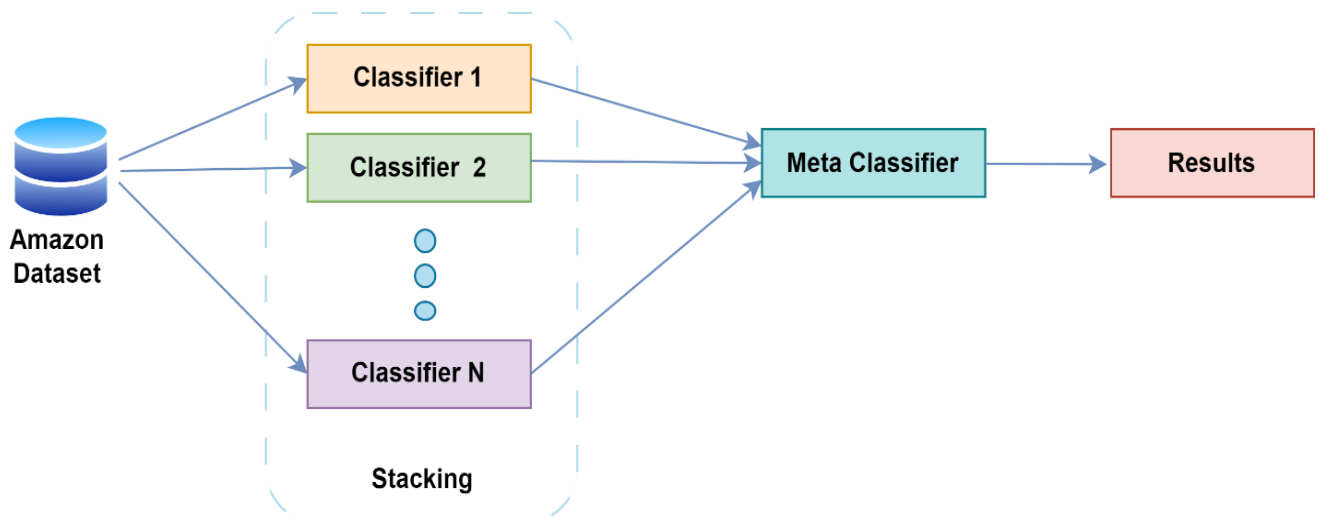 Classifier 1
Classifier 2
Classifier N
Stacking
Amazon
Dataset
Meta Classifier
Results